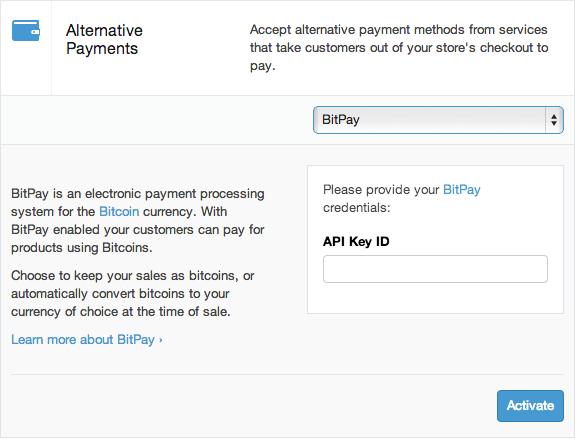 Alternative
Payments
Accept alternative payment methods from services
that take customers out of your store's checkout to
pay.
BitPay
BitPay is an electronic payment processing
system for the Bitcoin currency. With
BitPay enabled your customers can pay for
products using Bitcoins.
Choose to keep your sales as bitcoins, or
automatically convert bitcoins to your
currency of choice at the time of sale.
Learn more about BitPay ›
Please provide your BitPay
credentials:
API Key ID
Activate